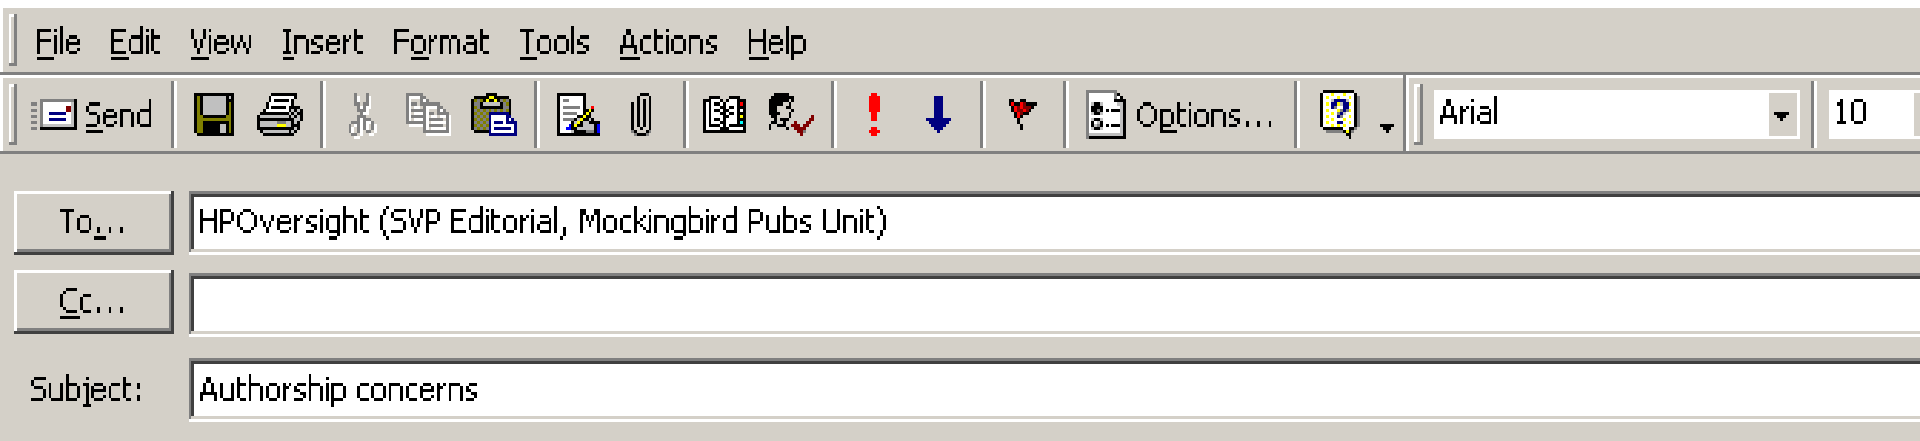 File Edit View Insert Format Tools Actions Help
Send Options... Arial 10
To... HPOversight (SVP Editorial, Mockingbird Pubs Unit)
Cc...
Subject: Authorship concerns